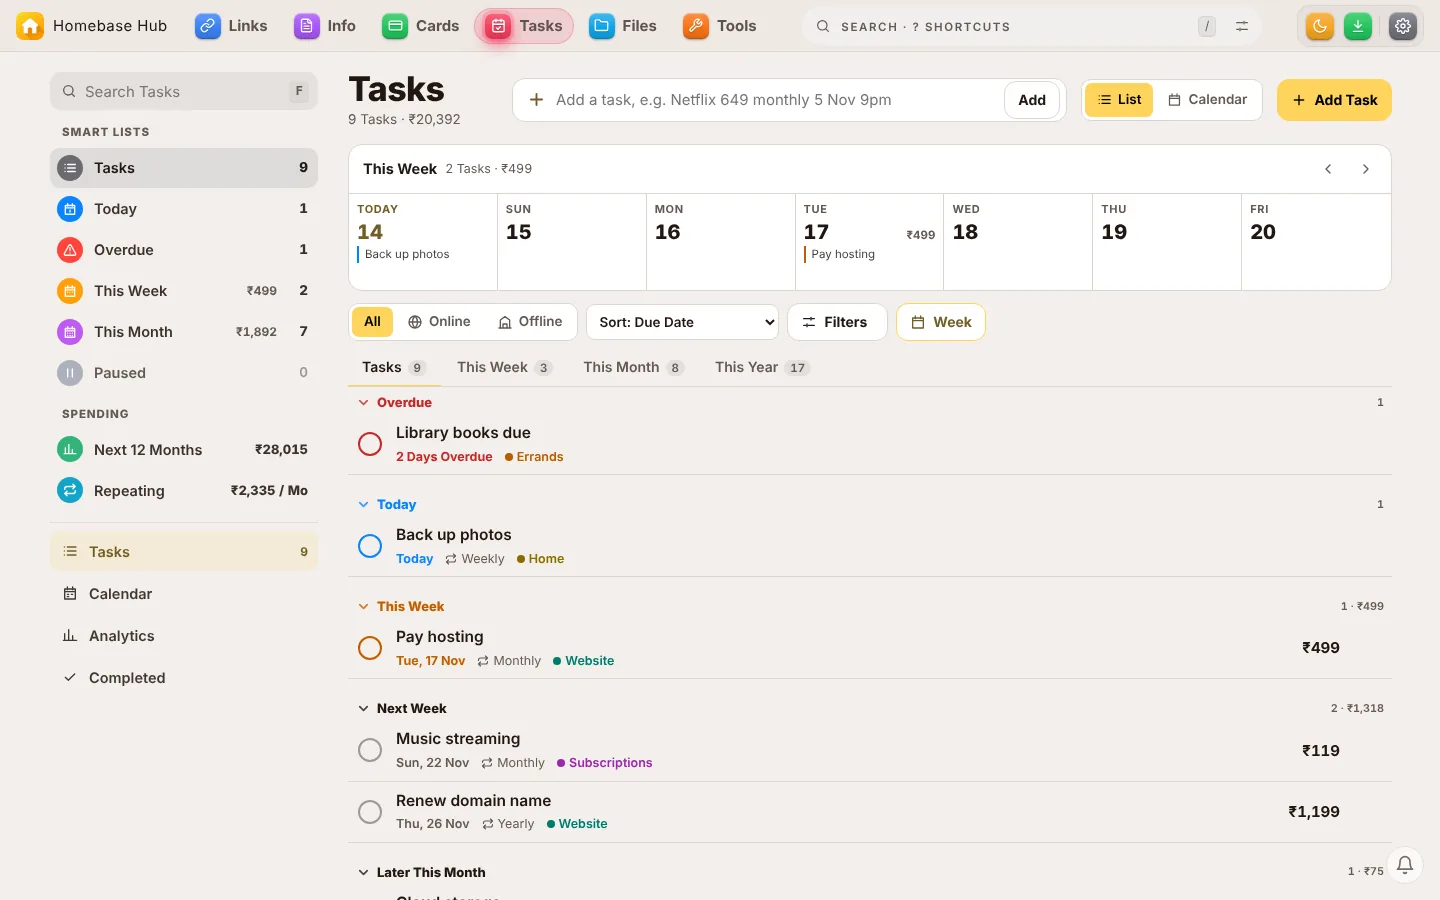 Homebase Hub
Links
Info
Cards
Tasks
Files
Tools
SEARCH · ? SHORTCUTS
/
Search Tasks
F
SMART LISTS
Tasks 9
Today 1
Overdue 1
This Week ₹499 2
This Month ₹1,892 7
Paused 0
SPENDING
Next 12 Months ₹28,015
Repeating ₹2,335 / Mo
Tasks 9
Calendar
Analytics
Completed
Tasks
9 Tasks · ₹20,392
Add a task, e.g. Netflix 649 monthly 5 Nov 9pm
Add
List
Calendar
Add Task
This Week 2 Tasks · ₹499
TODAY
14
Back up photos
SUN
15
MON
16
TUE
17 ₹499
Pay hosting
WED
18
THU
19
FRI
20
All
Online
Offline
Sort: Due Date
Filters
Week
Tasks 9
This Week 3
This Month 8
This Year 17
Overdue 1
Library books due
2 Days Overdue Errands
Today 1
Back up photos
Today Weekly Home
This Week 1 · ₹499
Pay hosting ₹499
Tue, 17 Nov Monthly Website
Next Week 2 · ₹1,318
Music streaming ₹119
Sun, 22 Nov Monthly Subscriptions
Renew domain name ₹1,199
Thu, 26 Nov Yearly Website
Later This Month 1 · ₹75